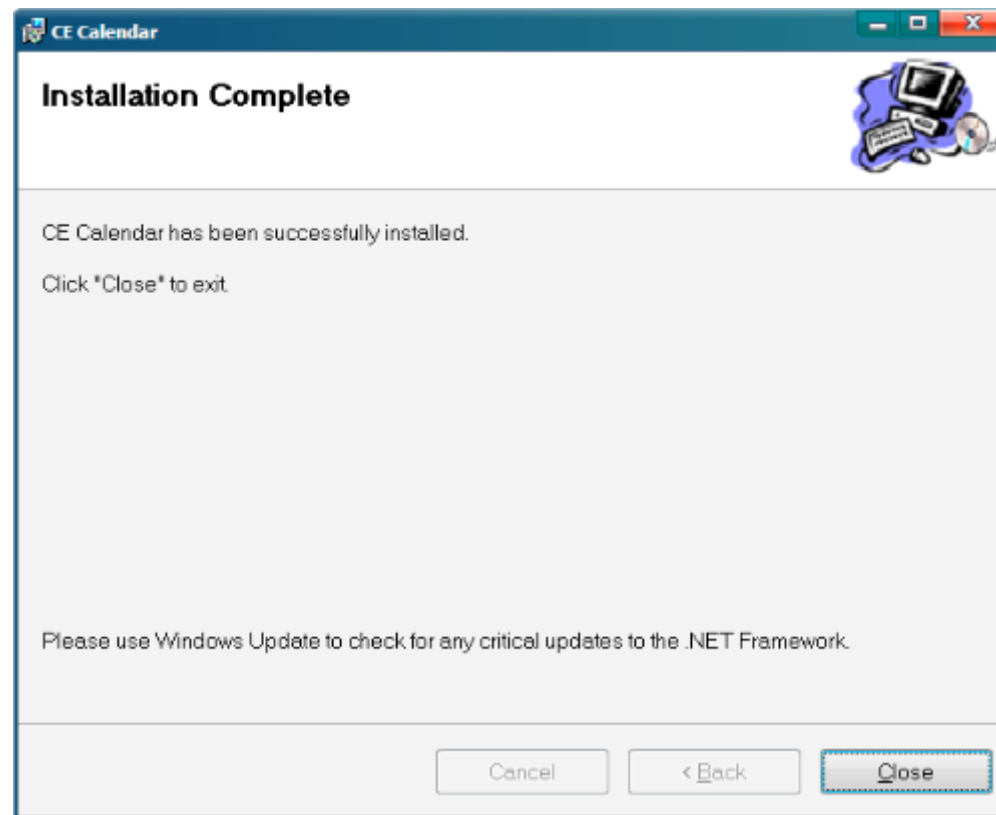 CE Calendar
Installation Complete
CE Calendar has been successfully installed.
Click "Close" to exit.
Please use Windows Update to check for any critical updates to the .NET Framework.
Cancel
< Back
Close